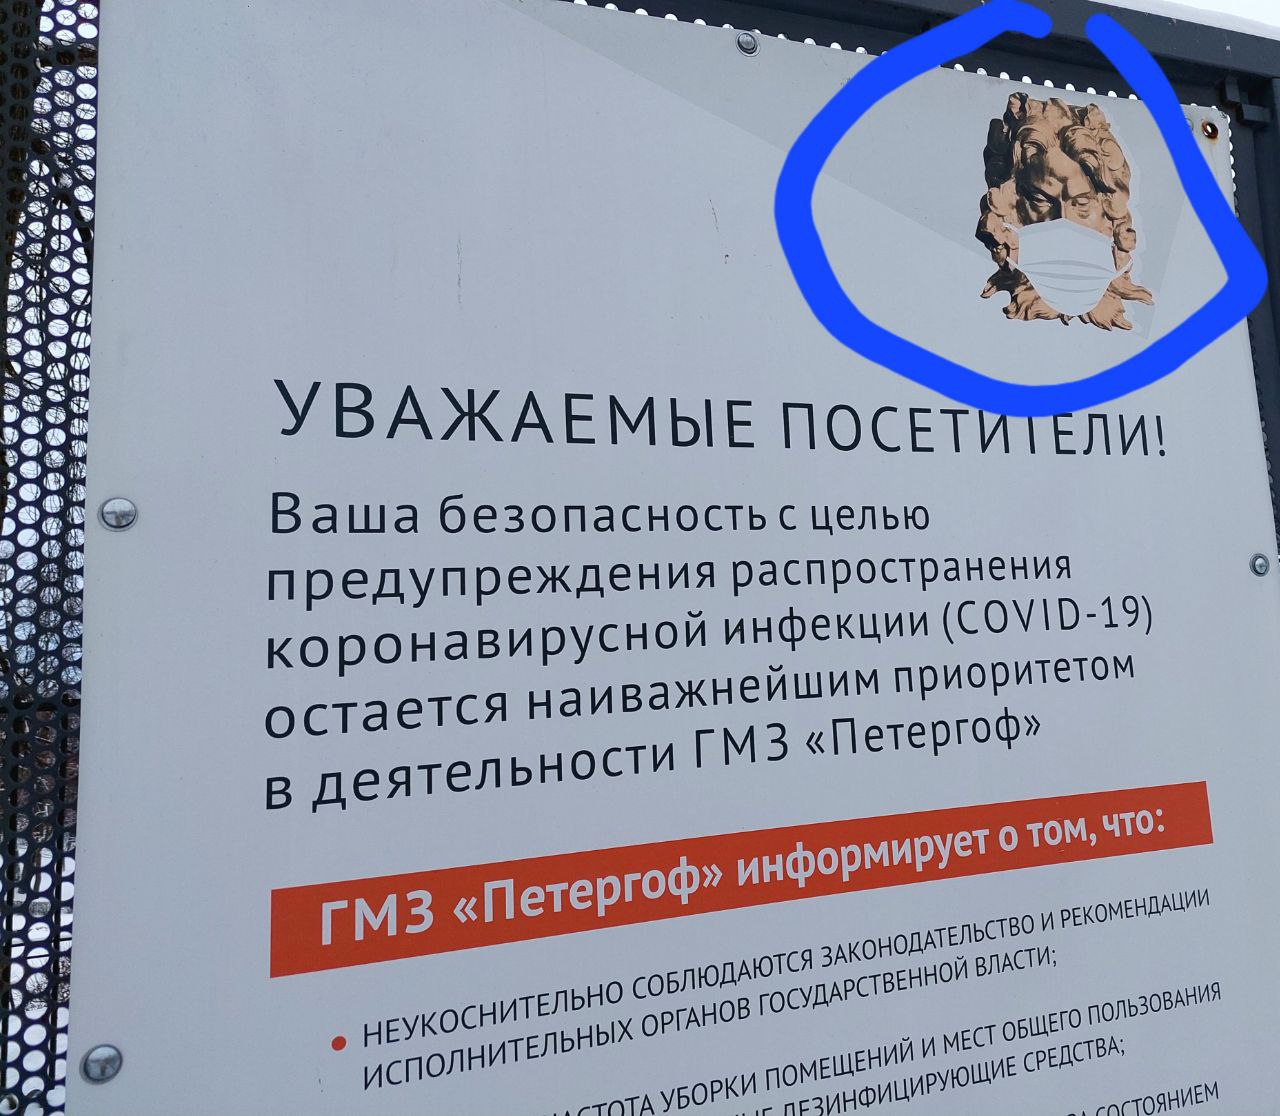 УВАЖАЕМЫЕ ПОСЕТИТЕЛИ!
Ваша безопасность с целью
предупреждения распространения
коронавирусной инфекции (COVID-19)
остается наиважнейшим приоритетом
в деятельности ГМЗ «Петергоф»
ГМЗ «Петергоф» информирует о том, что:
• НЕУКОСНИТЕЛЬНО СОБЛЮДАЮТСЯ ЗАКОНОДАТЕЛЬСТВО И РЕКОМЕНДАЦИИ
ИСПОЛНИТЕЛЬНЫХ ОРГАНОВ ГОСУДАРСТВЕННОЙ ВЛАСТИ;
УБОРКИ ПОМЕЩЕНИЙ И МЕСТ ОБЩЕГО ПОЛЬЗОВАНИЯ
ДЕЗИНФИЦИРУЮЩИЕ СРЕДСТВА;
СОСТОЯНИЕМ